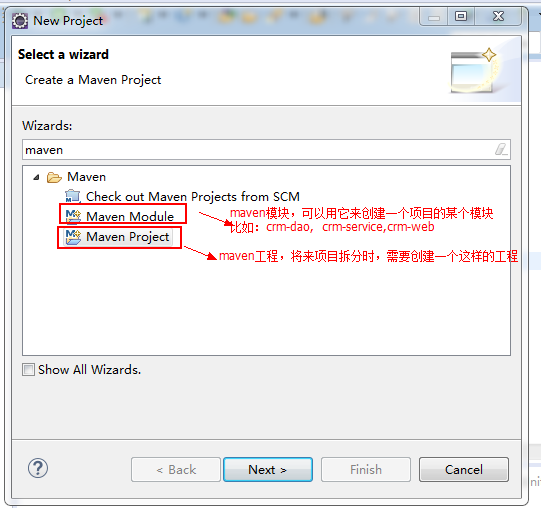 New Project
Select a wizard
Create a Maven Project
Wizards:
maven
Maven
Check out Maven Projects from SCM
Maven Module
maven模块，可以用它来创建一个项目的某个模块
比如：crm-dao，crm-service,crm-web
Maven Project
maven工程，将来项目拆分时，需要创建一个这样的工程
Show All Wizards.
?
< Back
Next >
Finish
Cancel